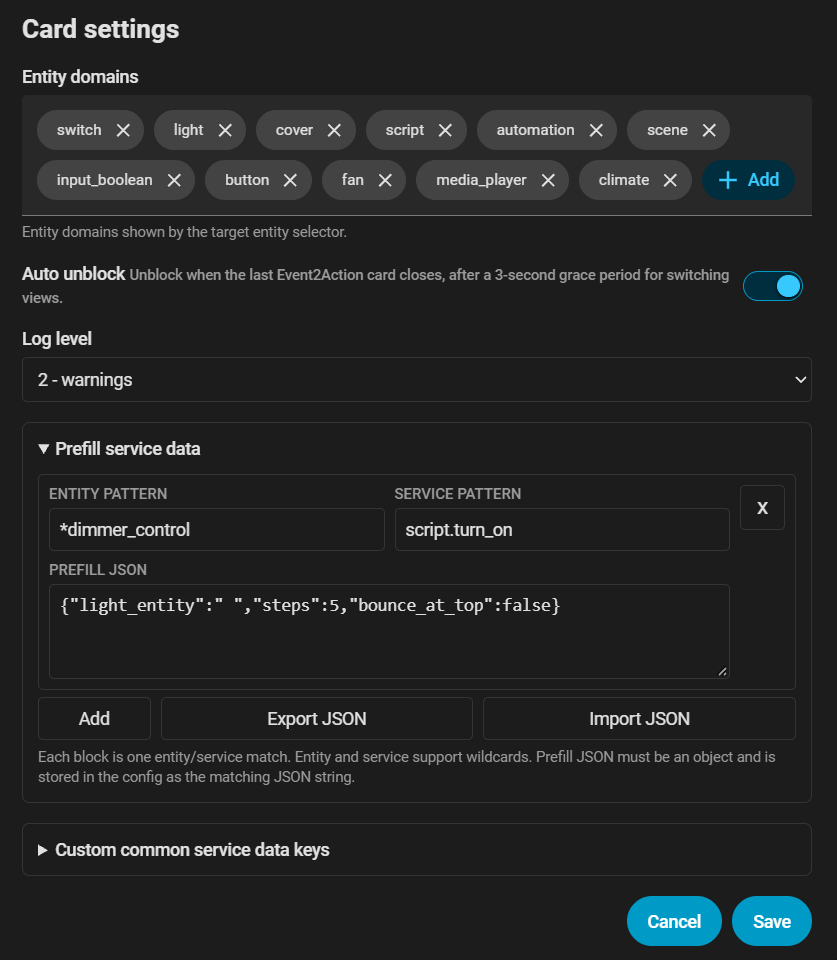 Card settings
Entity domains
switch
light
cover
script
automation
scene
input_boolean
button
fan
media_player
climate
Add
Entity domains shown by the target entity selector.
Auto unblock Unblock when the last Event2Action card closes, after a 3-second grace period for switching
views.
Log level
2 - warnings
Prefill service data
ENTITY PATTERN
SERVICE PATTERN
*dimmer_control
script.turn_on
X
PREFILL JSON
{"light_entity":" ","steps":5,"bounce_at_top":false}
Add
Export JSON
Import JSON
Each block is one entity/service match. Entity and service support wildcards. Prefill JSON must be an object and is
stored in the config as the matching JSON string.
Custom common service data keys
Cancel
Save